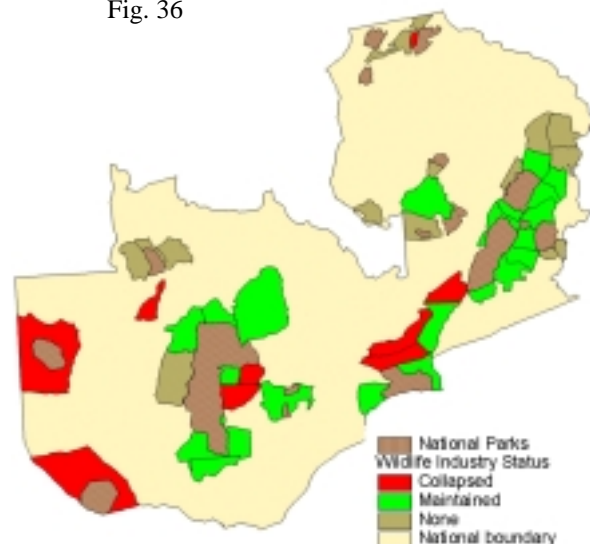 Fig. 36
National Parks
Wildlife Industry Status
Collapsed
Maintained
None
National boundary